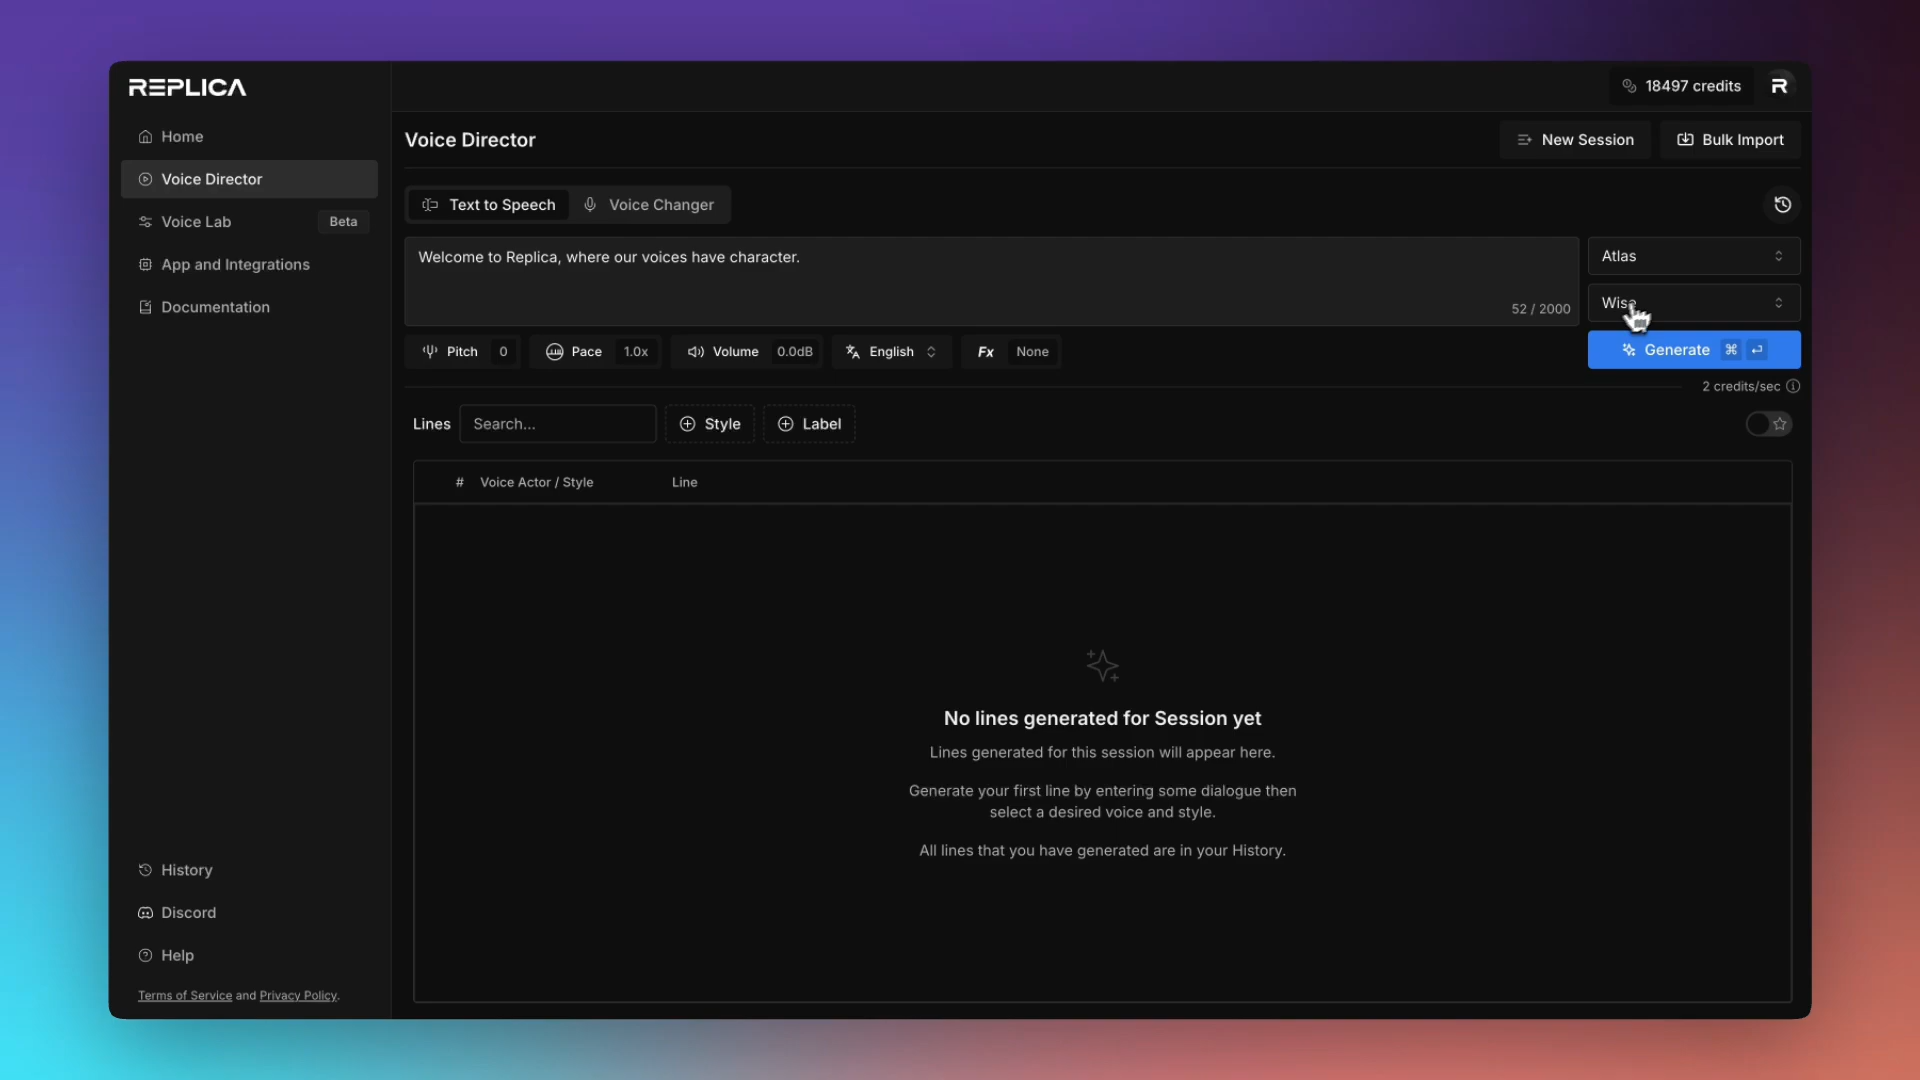 REPLICA
18497 credits
R
Home
Voice Director
Voice Lab
Beta
App and Integrations
Documentation
Voice Director
New Session
Bulk Import
Text to Speech
Voice Changer
Welcome to Replica, where our voices have character.
52 / 2000
Atlas
Wise
Pitch 0
Pace 1.0x
Volume 0.0dB
English
Fx None
Generate ⌘ ↵
2 credits/sec
Lines
Search...
Style
Label
# Voice Actor / Style Line
No lines generated for Session yet
Lines generated for this session will appear here.
Generate your first line by entering some dialogue then
select a desired voice and style.
All lines that you have generated are in your History.
History
Discord
Help
Terms of Service and Privacy Policy.